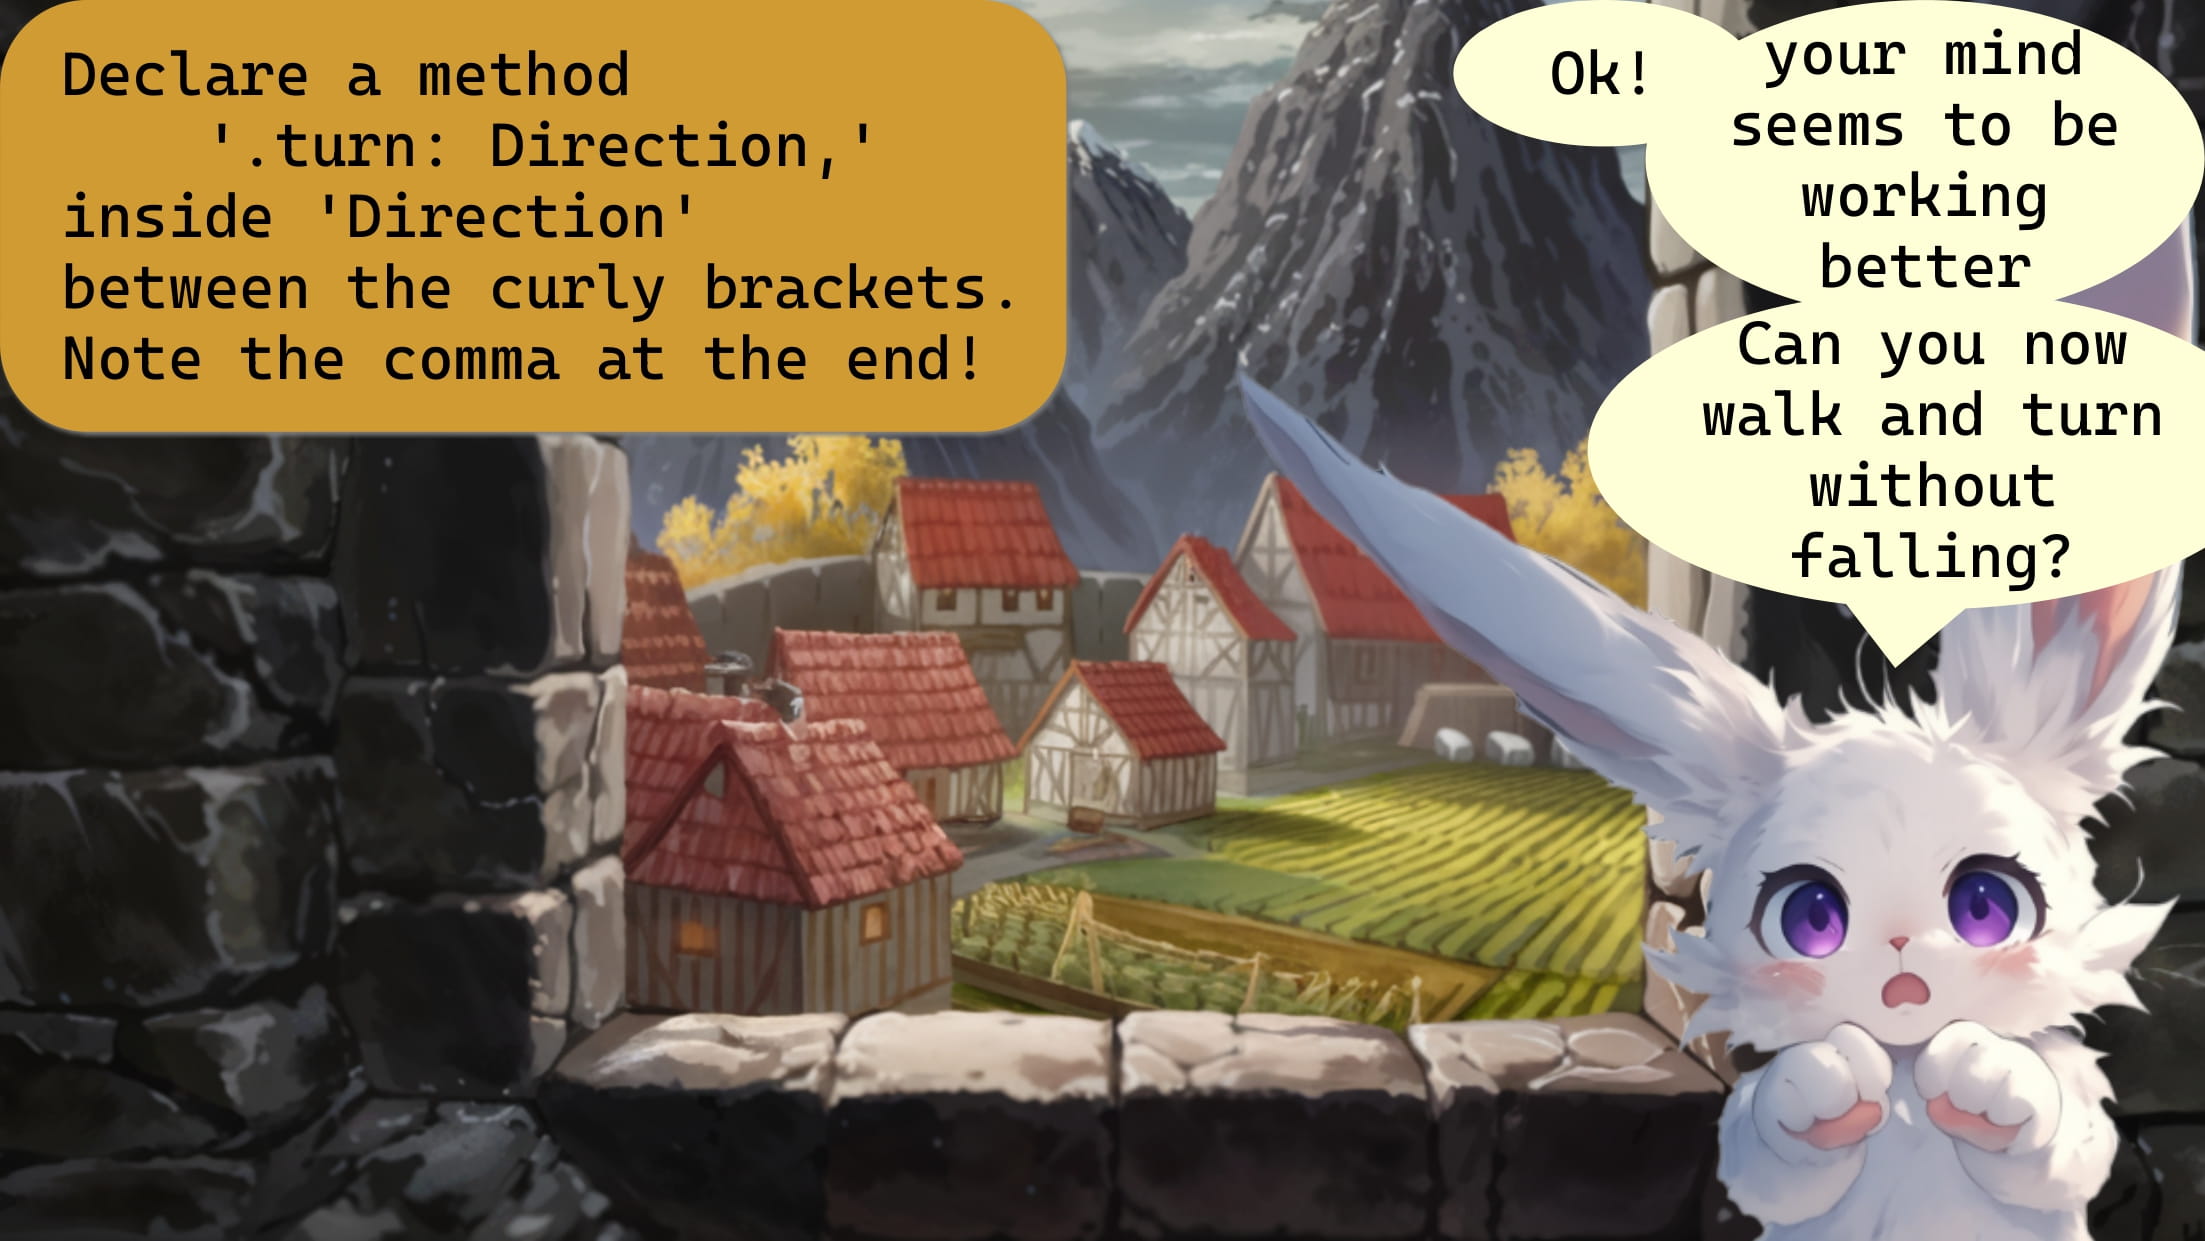 Declare a method
'.turn: Direction,'
inside 'Direction'
between the curly brackets.
Note the comma at the end!
Ok!
your mind
seems to be
working
better
Can you now
walk and turn
without
falling?